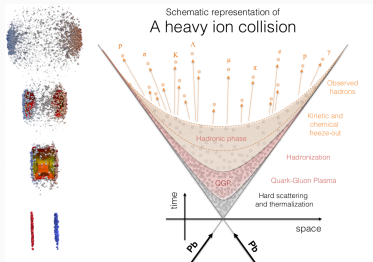 Schematic representation of
A heavy ion collision
p
K
Λ
μ
π
p
γ
Observed
hadrons
Kinetic and
chemical
freeze-out
Hadronic phase
Hadronization
QGP
Quark-Gluon Plasma
Hard scattering
and thermalization
time
space
Pb
Pb